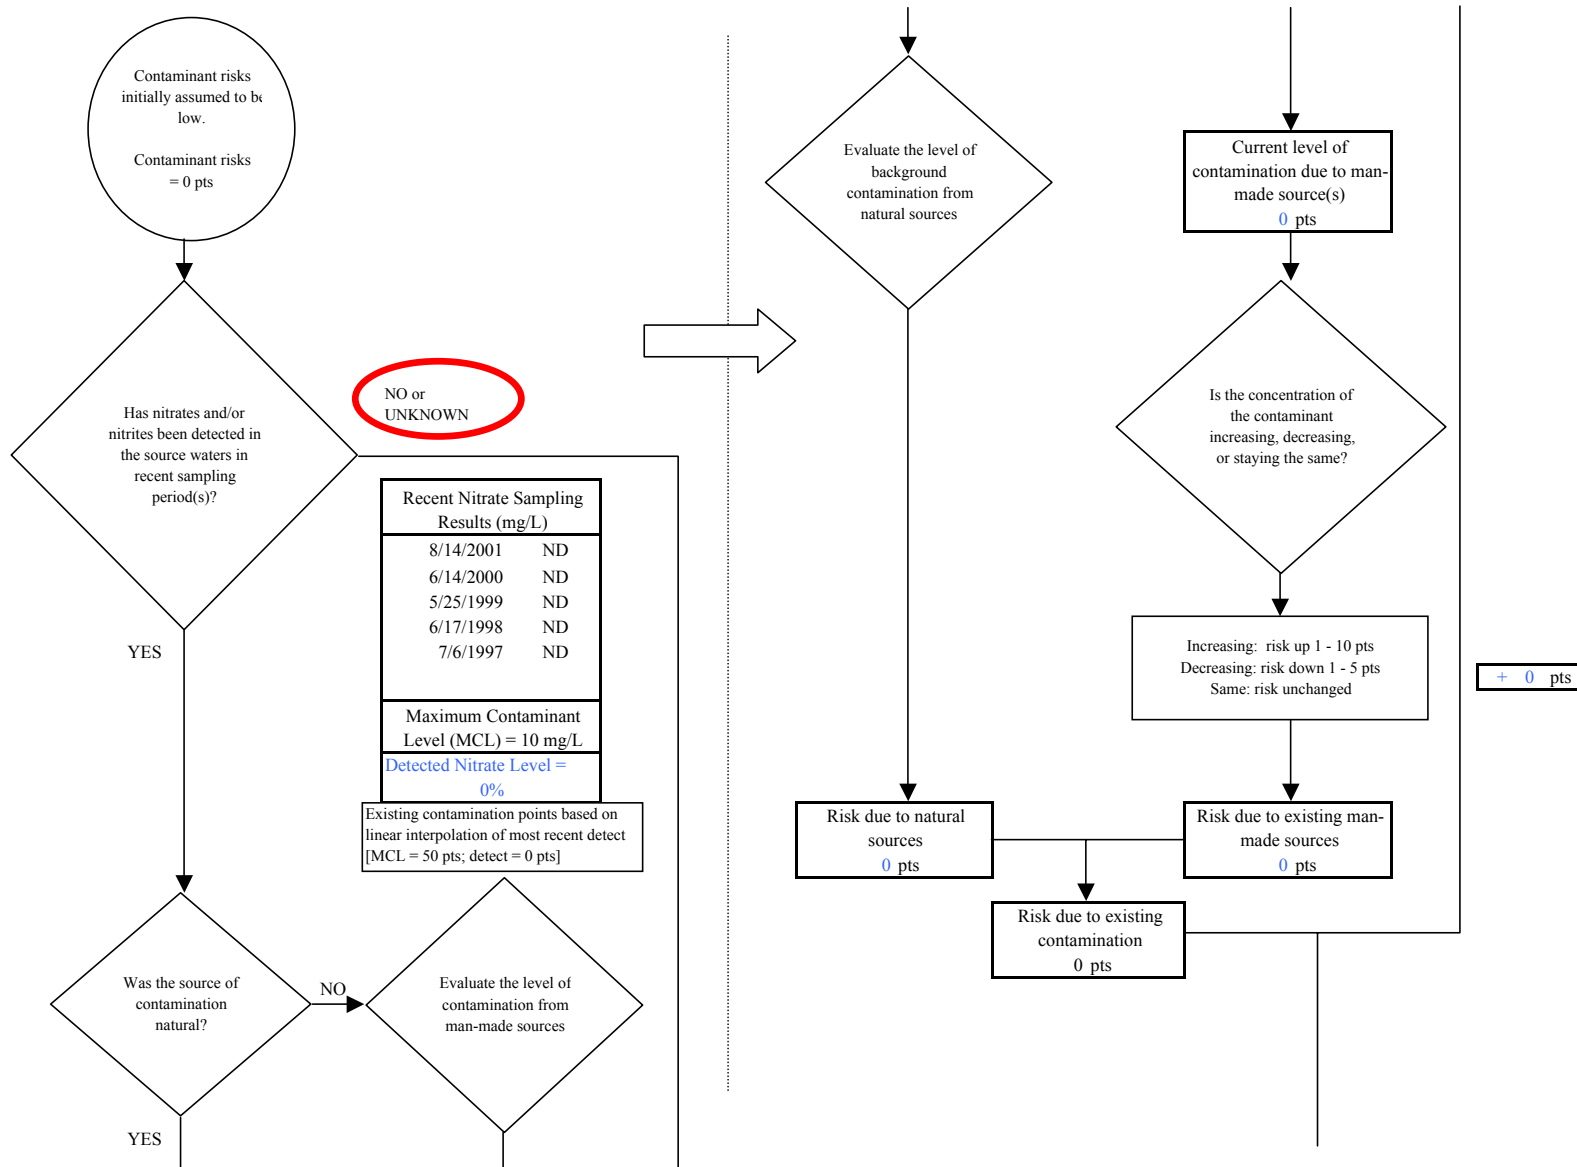 Contaminant risks
initially assumed to be
low.
Contaminant risks
= 0 pts
Has nitrates and/or
nitrites been detected in
the source waters in
recent sampling
period(s)?
NO or
UNKNOWN
YES
Recent Nitrate Sampling
Results (mg/L)
8/14/2001 ND
6/14/2000 ND
5/25/1999 ND
6/17/1998 ND
7/6/1997 ND
Maximum Contaminant
Level (MCL) = 10 mg/L
Detected Nitrate Level =
0%
Existing contamination points based on
linear interpolation of most recent detect
[MCL = 50 pts; detect = 0 pts]
Was the source of
contamination
natural?
NO
Evaluate the level of
contamination from
man-made sources
YES
Evaluate the level of
background
contamination from
natural sources
Current level of
contamination due to man-
made source(s)
0 pts
Is the concentration of
the contaminant
increasing, decreasing,
or staying the same?
Increasing: risk up 1 - 10 pts
Decreasing: risk down 1 - 5 pts
Same: risk unchanged
+ 0 pts
Risk due to natural
sources
0 pts
Risk due to existing man-
made sources
0 pts
Risk due to existing
contamination
0 pts